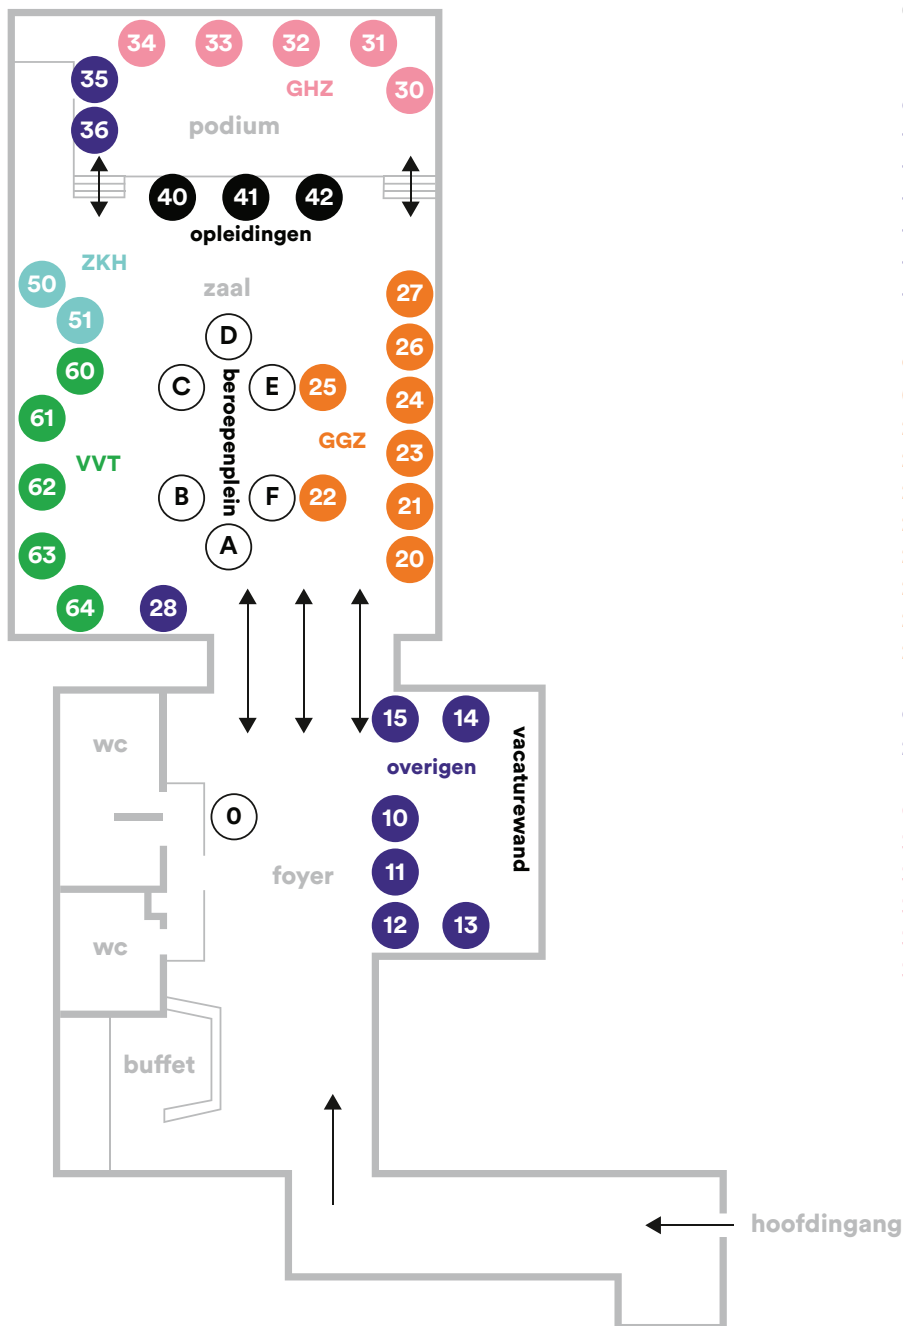 34 33 32 31
35 GHZ 30
36 podium
40 41 42
opleidingen
ZKH
50 zaal 27
51
D
26
60 C E 25
beroepenplein
24
61
GGZ
VVT 23
62 B F 22
21
A
63 20
64 28
15 14
wc
vacaturewand
overigen
0 10
foyer 11
12 13
wc
buffet
hoofdingang